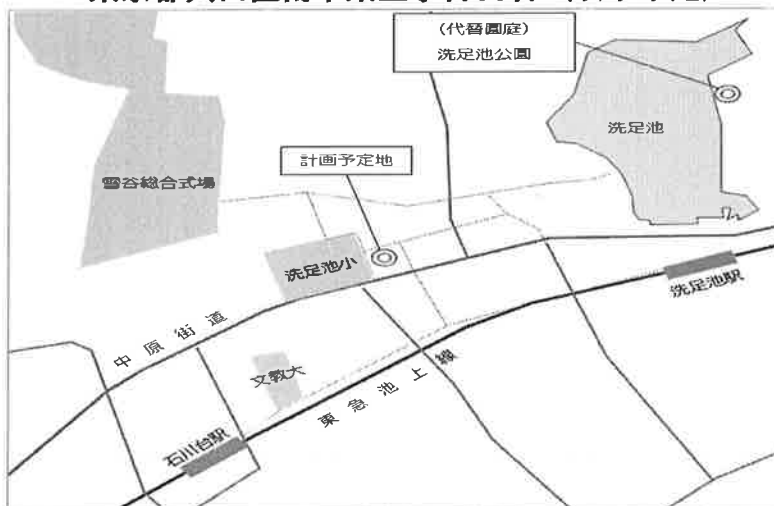 (代替園庭)
洗足池公園
洗足池
計画予定地
雪谷総合式場
洗足池小
洗足池駅
中原街道
文教大
東急池上線
石川台駅